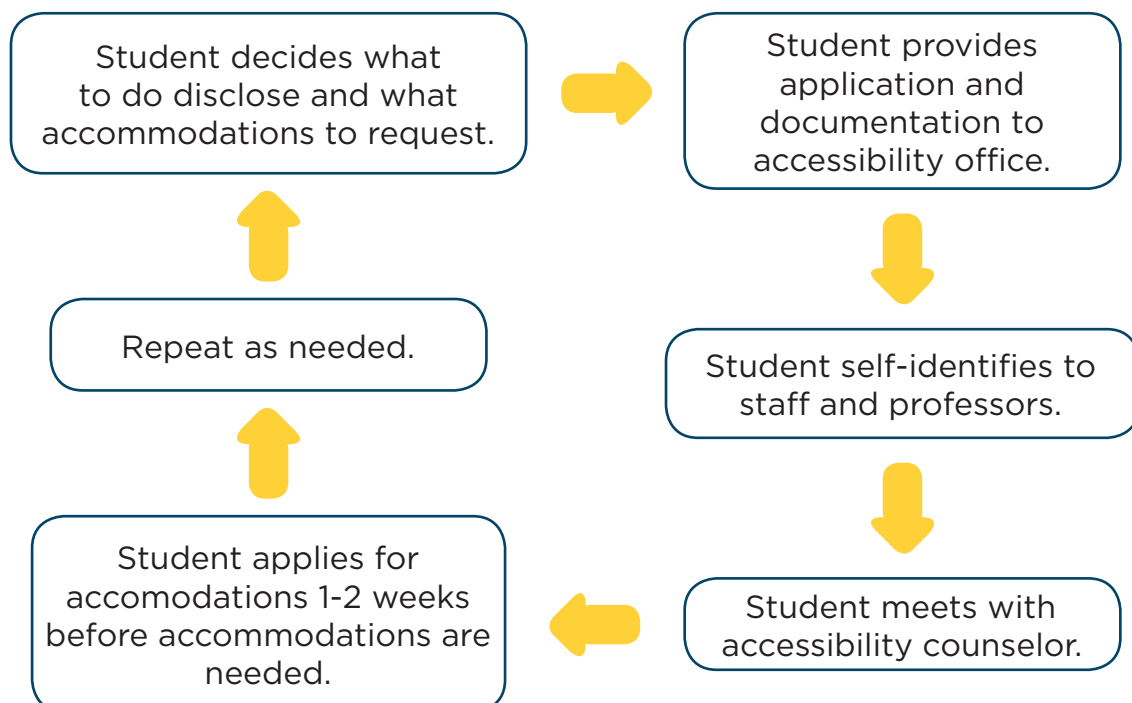 Student decides what
to do disclose and what
accommodations to request.
Student provides
application and
documentation to
accessibility office.
Student self-identifies to
staff and professors.
Student meets with
accessibility counselor.
Student applies for
accomodations 1-2 weeks
before accommodations are
needed.
Repeat as needed.